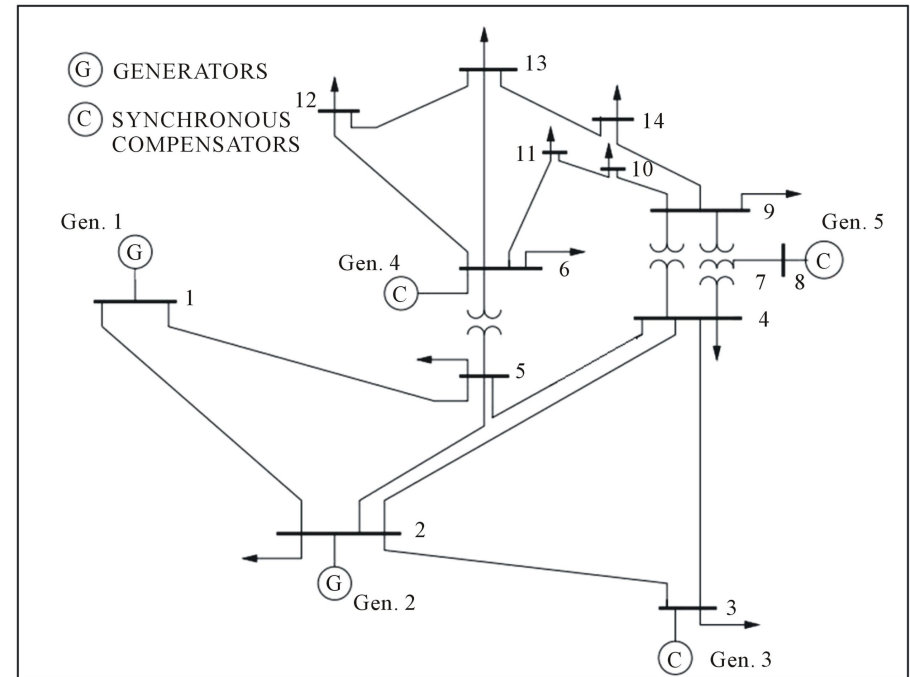 G GENERATORS
C SYNCHRONOUS
COMPENSATORS
13
12
14
11
10
Gen. 1
G
9
Gen. 5
C
Gen. 4
C
6
7
8
1
4
5
2
G
Gen. 2
3
C
Gen. 3